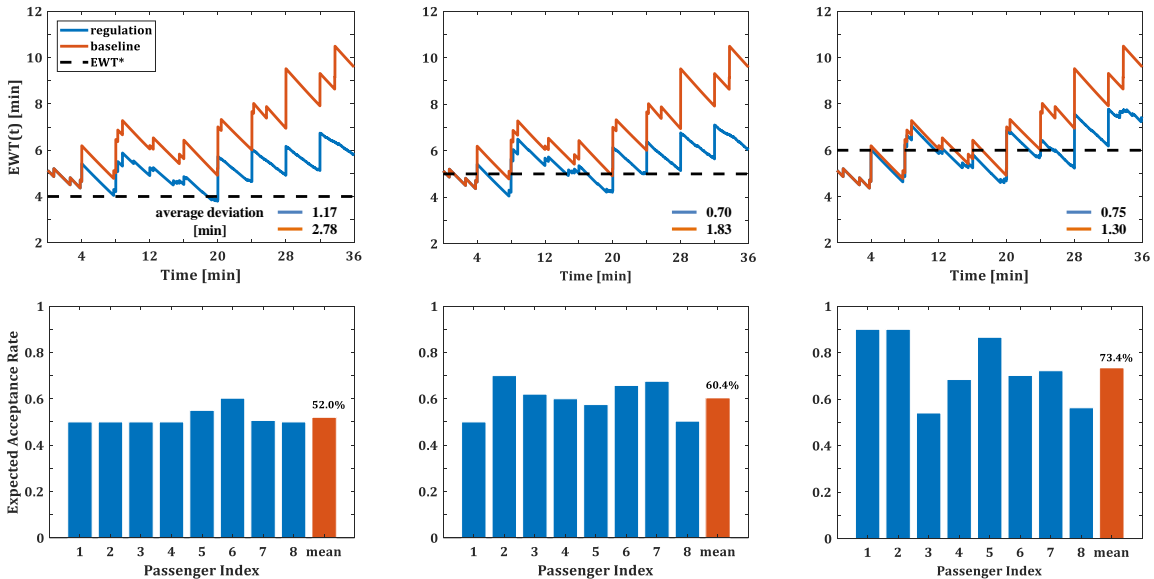 12
10
8
6
4
2
EWT(t) [min]
regulation
baseline
EWT*
average deviation
[min]
1.17
2.78
4 12 20 28 36
Time [min]
12
10
8
6
4
2
0.70
1.83
4 12 20 28 36
Time [min]
12
10
8
6
4
2
0.75
1.30
4 12 20 28 36
Time [min]
1
0.8
0.6
0.4
0.2
0
Expected Acceptance Rate
52.0%
1 2 3 4 5 6 7 8 mean
Passenger Index
1
0.8
0.6
0.4
0.2
0
60.4%
1 2 3 4 5 6 7 8 mean
Passenger Index
1
0.8
0.6
0.4
0.2
0
73.4%
1 2 3 4 5 6 7 8 mean
Passenger Index